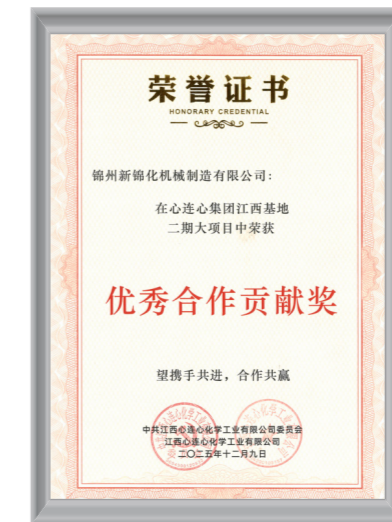 荣誉证书
HONORARY CREDENTIAL
锦州新锦化机械制造有限公司：
在心连心集团江西基地
二期大项目中荣获
优秀合作贡献奖
望携手共进，合作共赢
中共江西心连心化学工业有限公司委员会
江西心连心化学工业有限公司
二〇二五年十二月九日